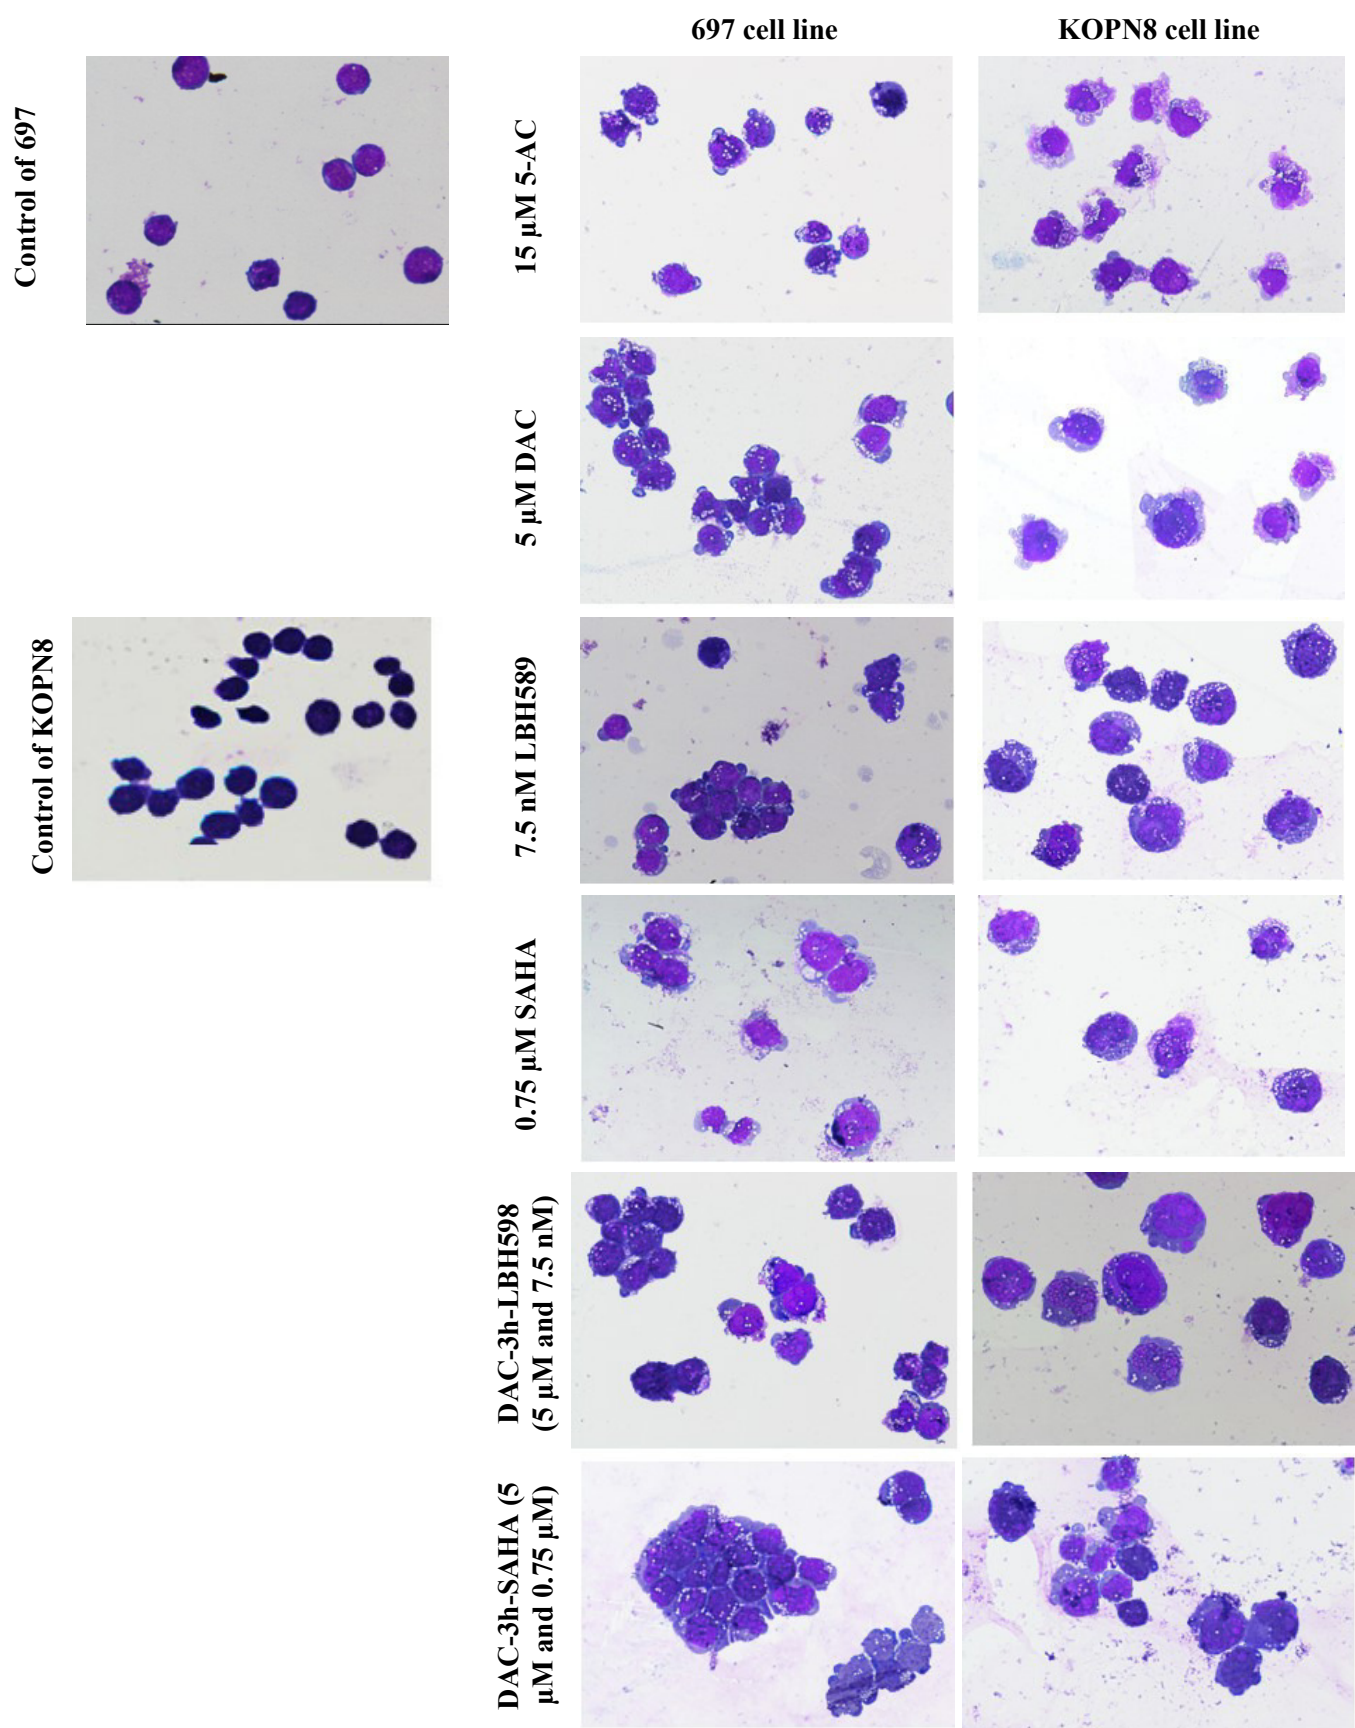 697 cell line
KOPN8 cell line
Control of 697
15 µM 5-AC
5 µM DAC
Control of KOPN8
7.5 nM LBH589
0.75 µM SAHA
DAC-3h-LBH598
(5 µM and 7.5 nM)
DAC-3h-SAHA (5
µM and 0.75 µM)